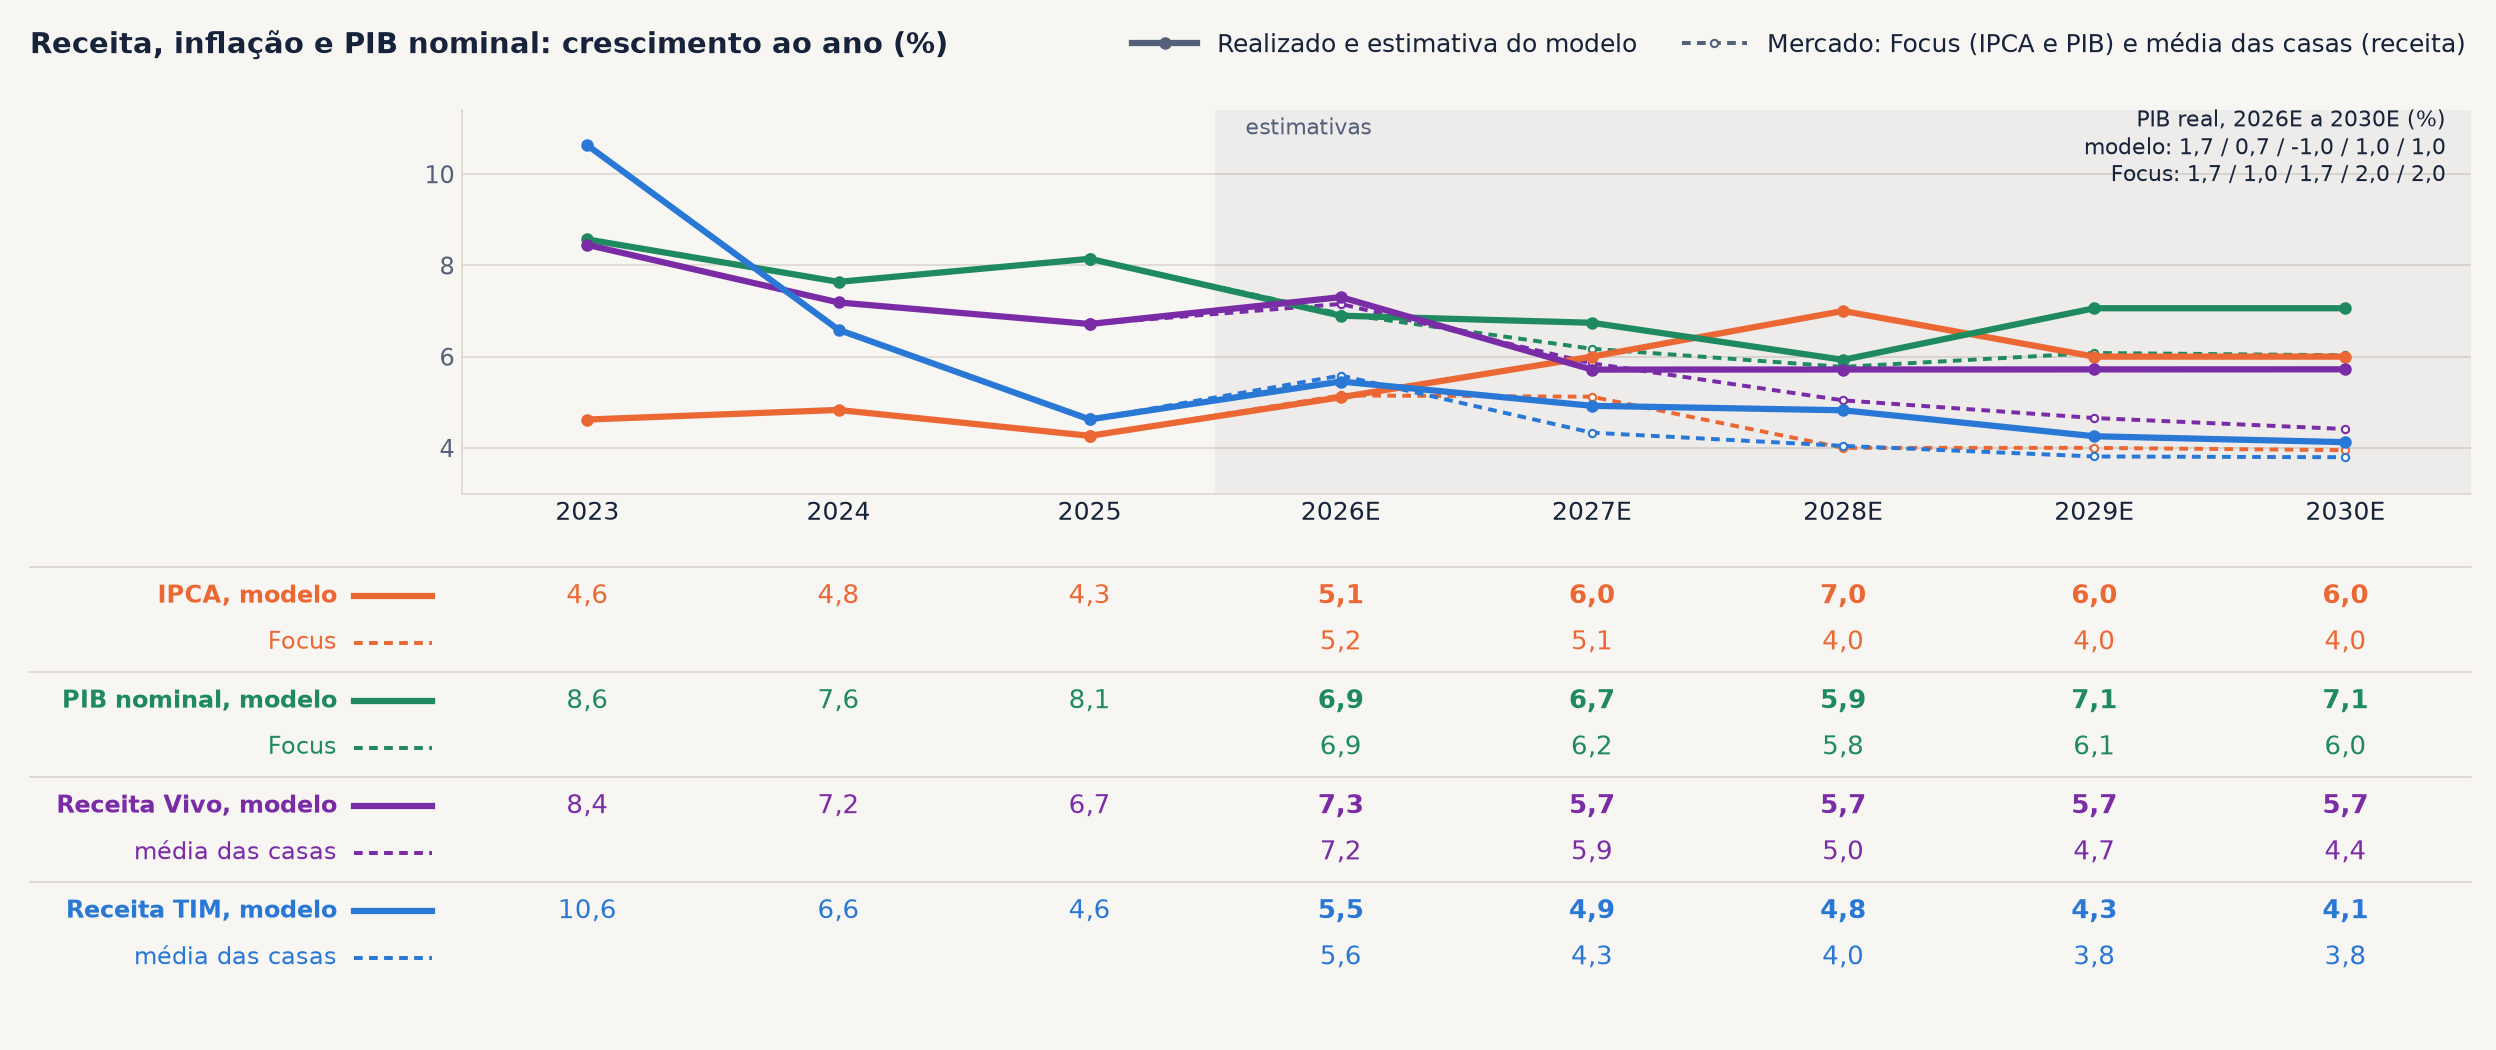 Receita, inflação e PIB nominal: crescimento ao ano (%)
Realizado e estimativa do modelo
Mercado: Focus (IPCA e PIB) e média das casas (receita)
estimativas
PIB real, 2026E a 2030E (%)
modelo: 1,7 / 0,7 / -1,0 / 1,0 / 1,0
Focus: 1,7 / 1,0 / 1,7 / 2,0 / 2,0
10
8
6
4
2023 2024 2025 2026E 2027E 2028E 2029E 2030E
IPCA, modelo 4,6 4,8 4,3 5,1 6,0 7,0 6,0 6,0
Focus 5,2 5,1 4,0 4,0 4,0
PIB nominal, modelo 8,6 7,6 8,1 6,9 6,7 5,9 7,1 7,1
Focus 6,9 6,2 5,8 6,1 6,0
Receita Vivo, modelo 8,4 7,2 6,7 7,3 5,7 5,7 5,7 5,7
média das casas 7,2 5,9 5,0 4,7 4,4
Receita TIM, modelo 10,6 6,6 4,6 5,5 4,9 4,8 4,3 4,1
média das casas 5,6 4,3 4,0 3,8 3,8